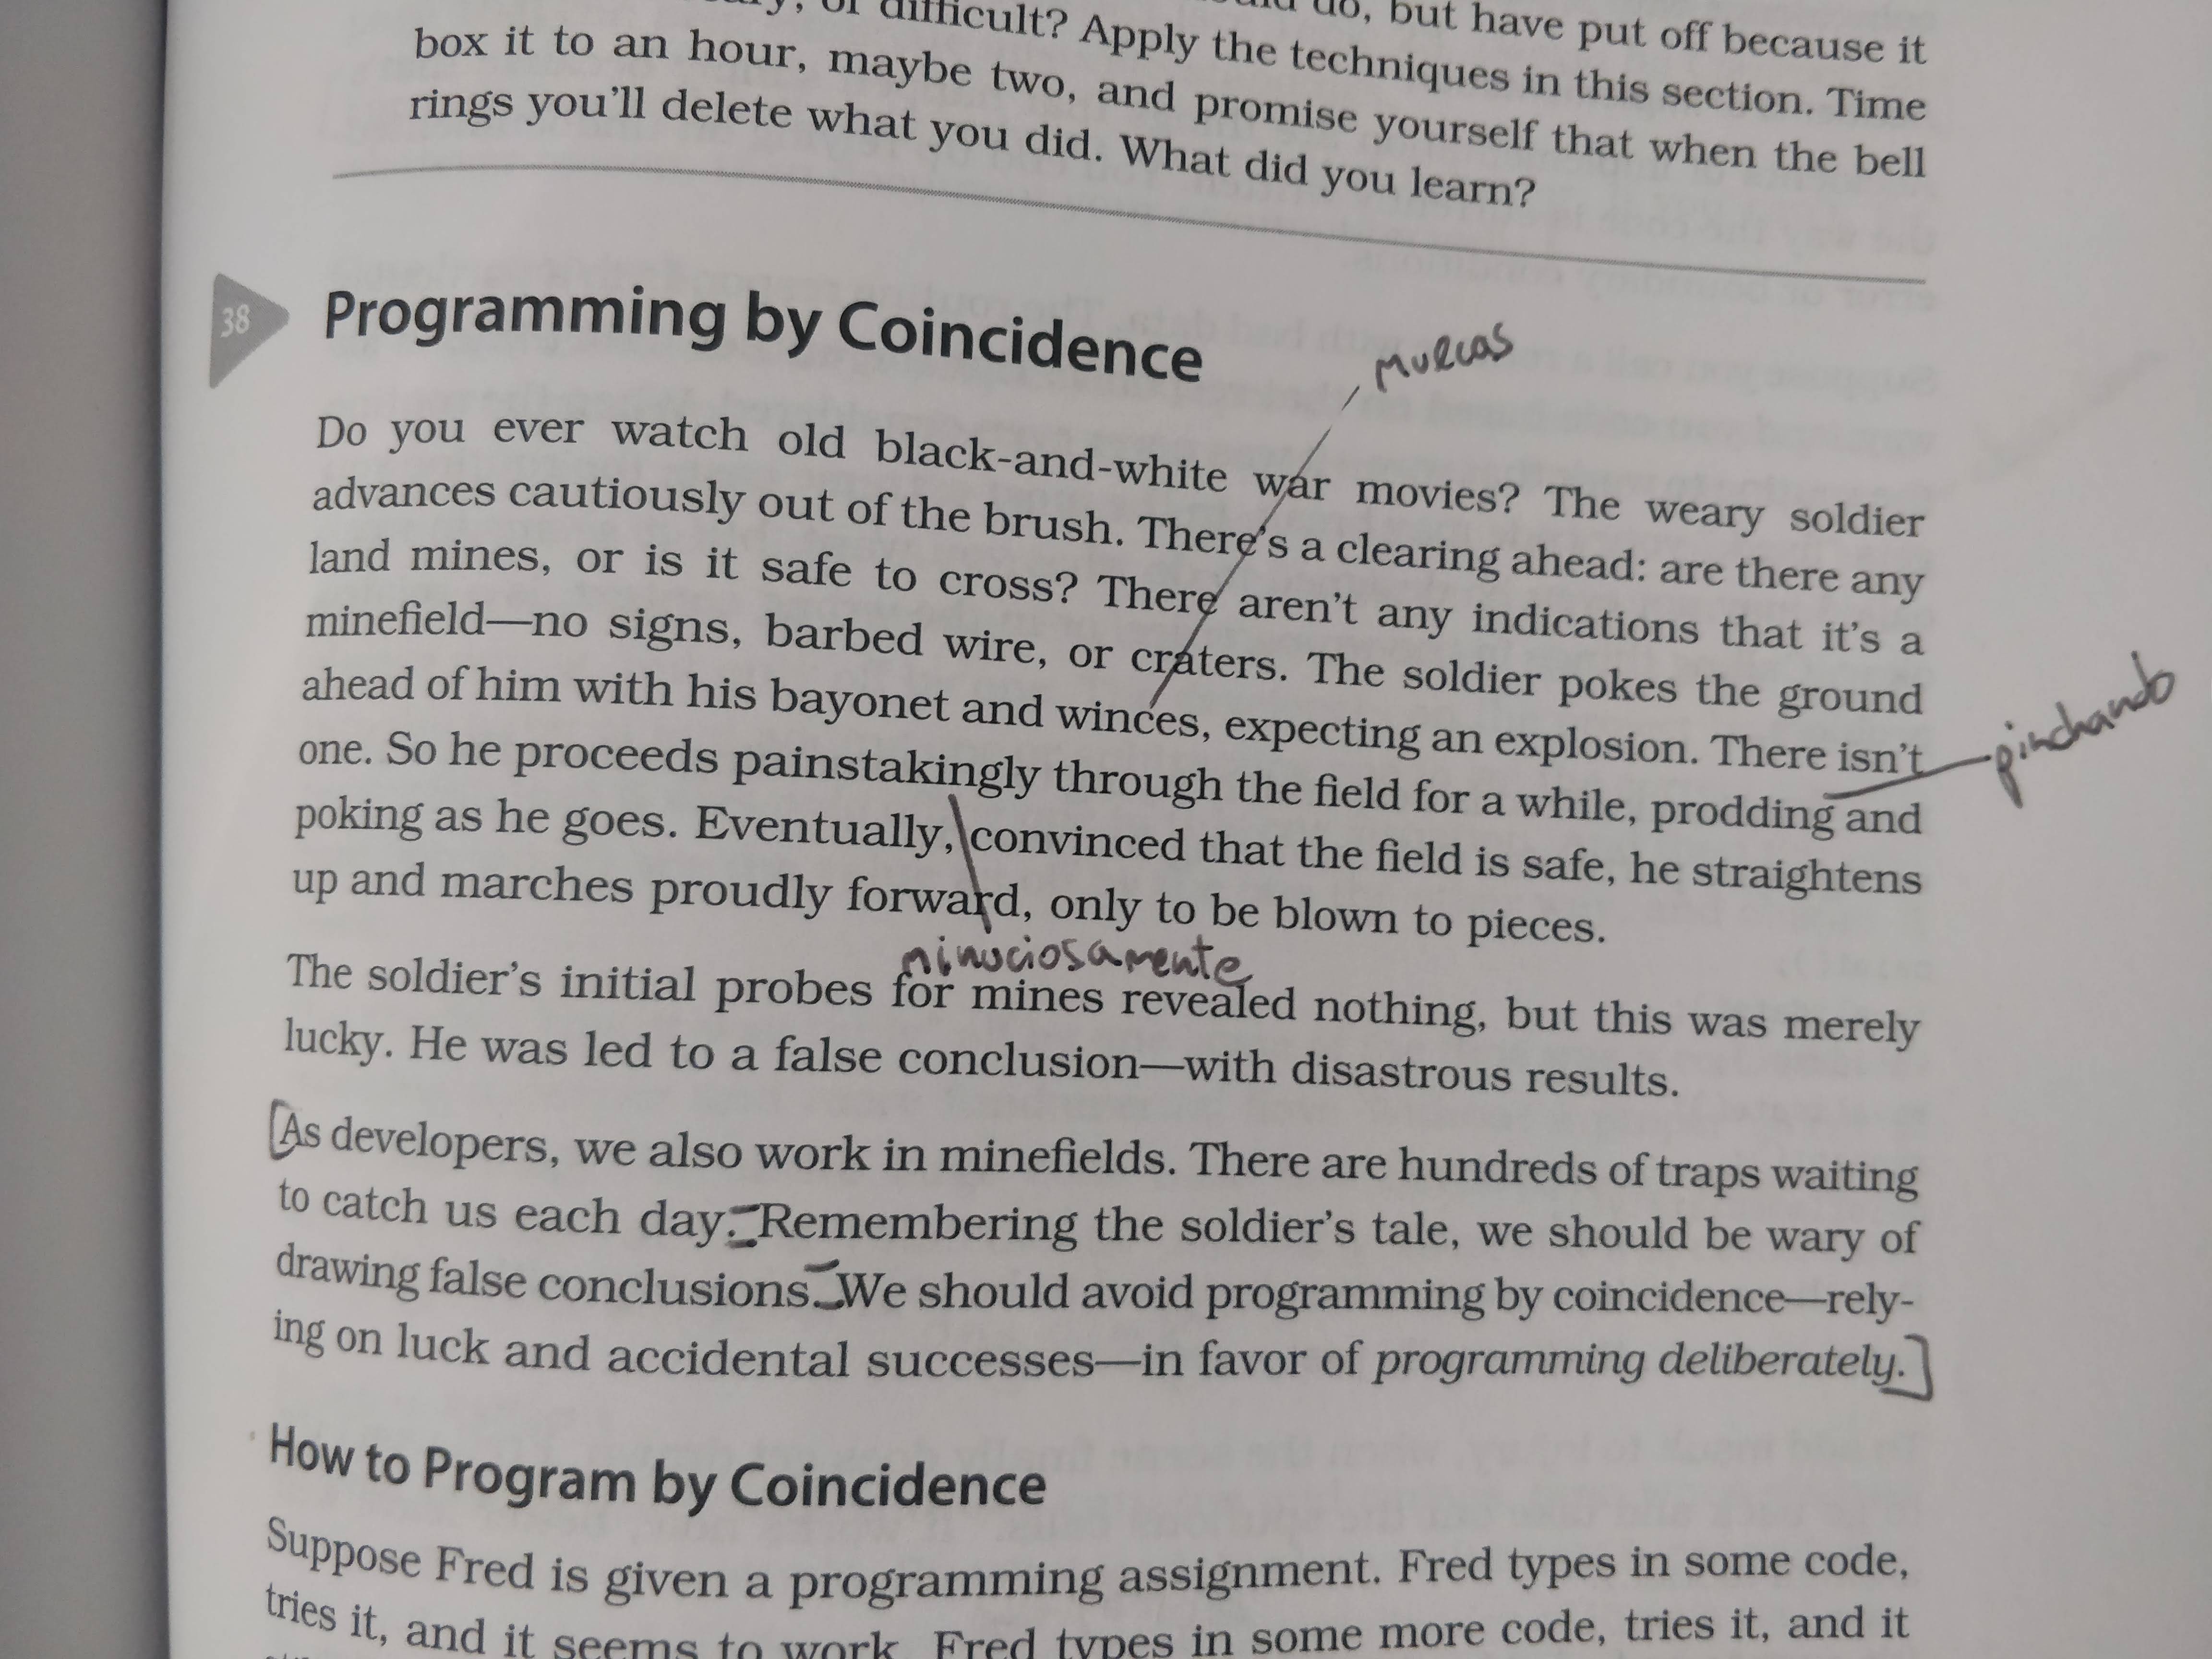 do, but have put off because it
difficult? Apply the techniques in this section. Time
box it to an hour, maybe two, and promise yourself that when the bell
rings you'll delete what you did. What did you learn?
38
Programming by Coincidence
muecas
Do you ever watch old black-and-white war movies? The weary soldier
advances cautiously out of the brush. There's a clearing ahead: are there any
land mines, or is it safe to cross? There aren't any indications that it's a
minefield—no signs, barbed wire, or craters. The soldier pokes the ground
ahead of him with his bayonet and winces, expecting an explosion. There isn't
pinchando
one. So he proceeds painstakingly through the field for a while, prodding and
poking as he goes. Eventually, convinced that the field is safe, he straightens
up and marches proudly forward, only to be blown to pieces.
minuciosamente
The soldier's initial probes for mines revealed nothing, but this was merely
lucky. He was led to a false conclusion—with disastrous results.
[As developers, we also work in minefields. There are hundreds of traps waiting
to catch us each day. Remembering the soldier's tale, we should be wary of
drawing false conclusions. We should avoid programming by coincidence—rely-
ing on luck and accidental successes—in favor of programming deliberately.]
How to Program by Coincidence
Suppose Fred is given a programming assignment. Fred types in some code,
tries it, and it seems to work. Fred types in some more code, tries it, and it